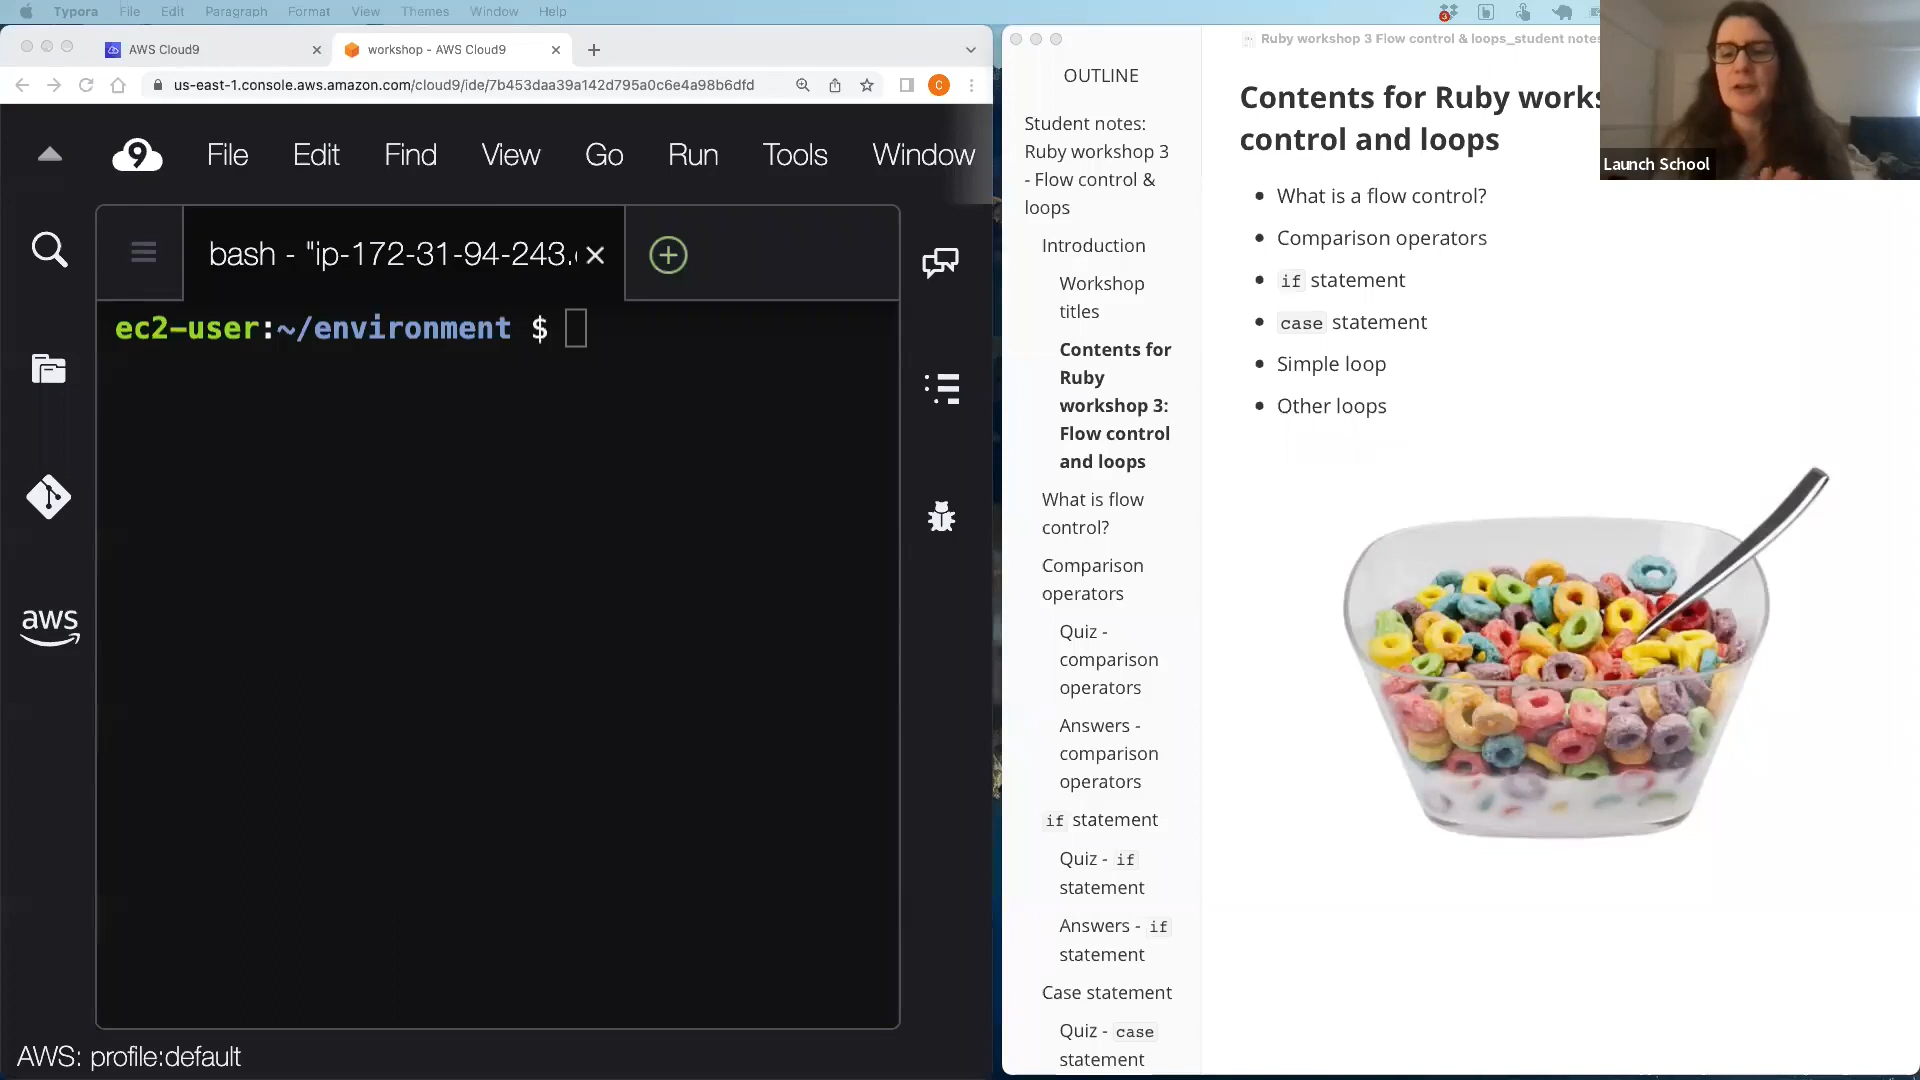 Typora File Edit Paragraph Format View Themes Window Help
3
AWS Cloud9
workshop - AWS Cloud9
us-east-1.console.aws.amazon.com/cloud9/ide/7b453daa39a142d795a0c6e4a98b6dfd
C
9 File Edit Find View Go Run Tools Window
bash - "ip-172-31-94-243.
ec2-user:~/environment $
aws
AWS: profile:default
Ruby workshop 3 Flow control & loops_student notes
OUTLINE
Student notes:
Ruby workshop 3
- Flow control &
loops
Introduction
Workshop
titles
Contents for
Ruby
workshop 3:
Flow control
and loops
What is flow
control?
Comparison
operators
Quiz -
comparison
operators
Answers -
comparison
operators
if statement
Quiz - if
statement
Answers - if
statement
Case statement
Quiz - case
statement
Contents for Ruby works
control and loops
What is a flow control?
Comparison operators
if statement
case statement
Simple loop
Other loops
Launch School